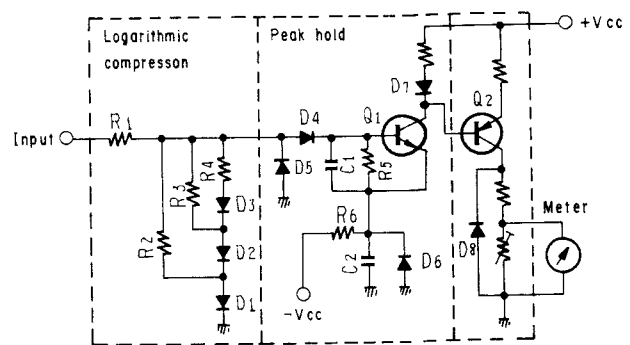 Logarithmic
compresson
Peak hold
+Vcc
D7
Q1
Q2
D4
R1
Input
R4
D5
C1
R5
R3
D3
Meter
R2
R6
D2
D8
D6
C2
D1
-Vcc